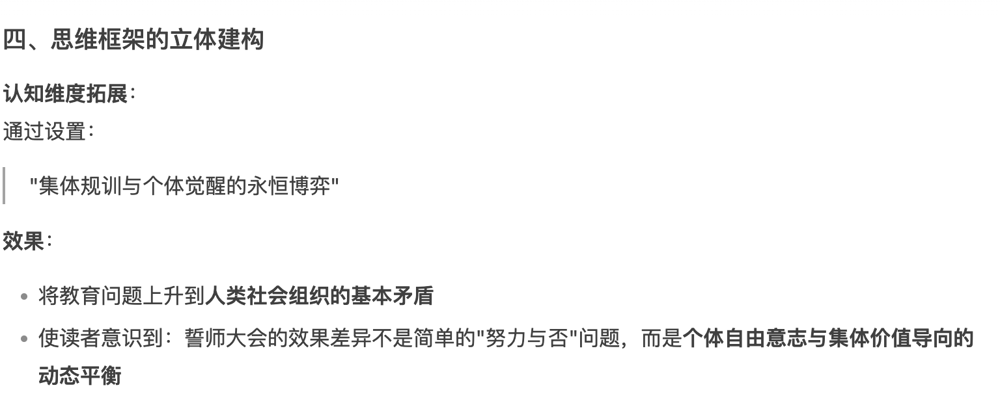 四、思维框架的立体建构
认知维度拓展：
通过设置：
"集体规训与个体觉醒的永恒博弈"
效果：
将教育问题上升到人类社会组织的基本矛盾
使读者意识到：誓师大会的效果差异不是简单的"努力与否"问题，而是个体自由意志与集体价值导向的
动态平衡